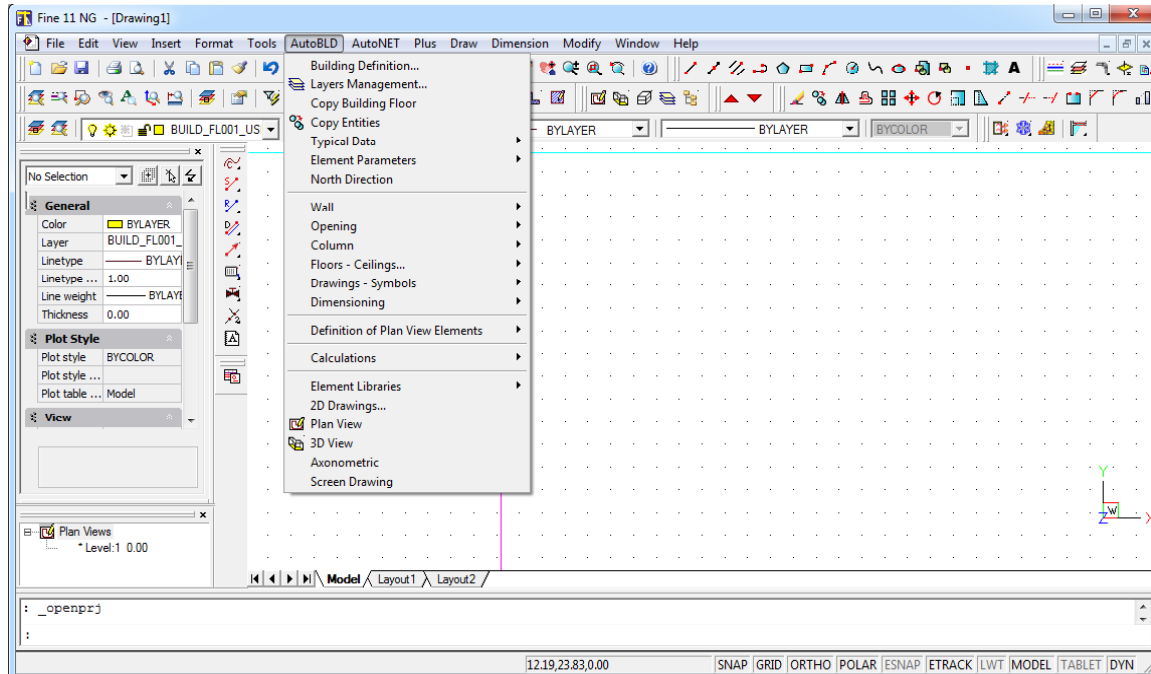 Fine 11 NG - [Drawing1]
File Edit View Insert Format Tools AutoBLD AutoNET Plus Draw Dimension Modify Window Help
BUILD_FL001_US
BYLAYER
BYLAYER
BYCOLOR
No Selection
General
Color BYLAYER
Layer BUILD_FL001_
Linetype BYLAYE
Linetype ... 1.00
Line weight BYLAYE
Thickness 0.00
Plot Style
Plot style BYCOLOR
Plot style ...
Plot table ... Model
View
Building Definition...
Layers Management...
Copy Building Floor
Copy Entities
Typical Data
Element Parameters
North Direction
Wall
Opening
Column
Floors - Ceilings...
Drawings - Symbols
Dimensioning
Definition of Plan View Elements
Calculations
Element Libraries
2D Drawings...
Plan View
3D View
Axonometric
Screen Drawing
Plan Views
* Level:1 0.00
Y
W
Z X
Model Layout1 Layout2
: _openprj
:
12.19,23.83,0.00 SNAP GRID ORTHO POLAR ESNAP ETRACK LWT MODEL TABLET DYN